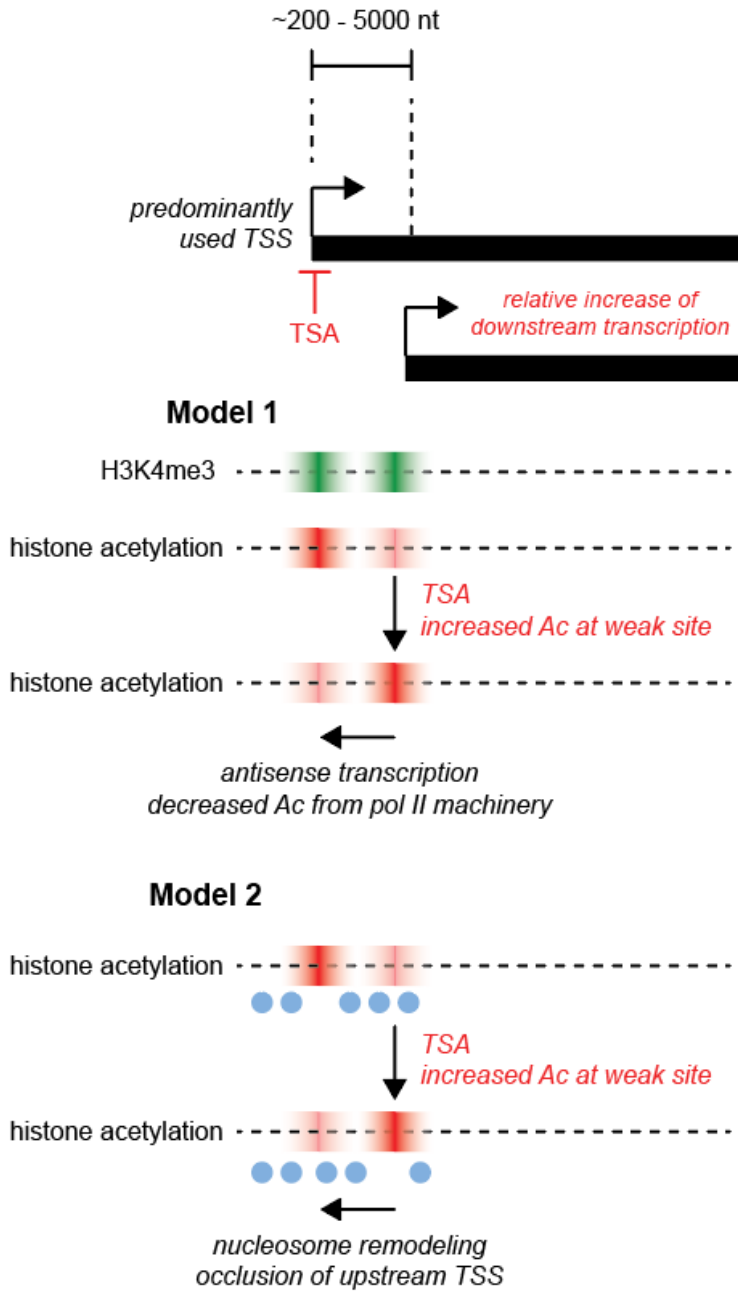 ~200 - 5000 nt
predominantly
used TSS
TSA
relative increase of
downstream transcription
Model 1
H3K4me3
histone acetylation
TSA
increased Ac at weak site
histone acetylation
antisense transcription
decreased Ac from pol II machinery
Model 2
histone acetylation
TSA
increased Ac at weak site
histone acetylation
nucleosome remodeling
occlusion of upstream TSS